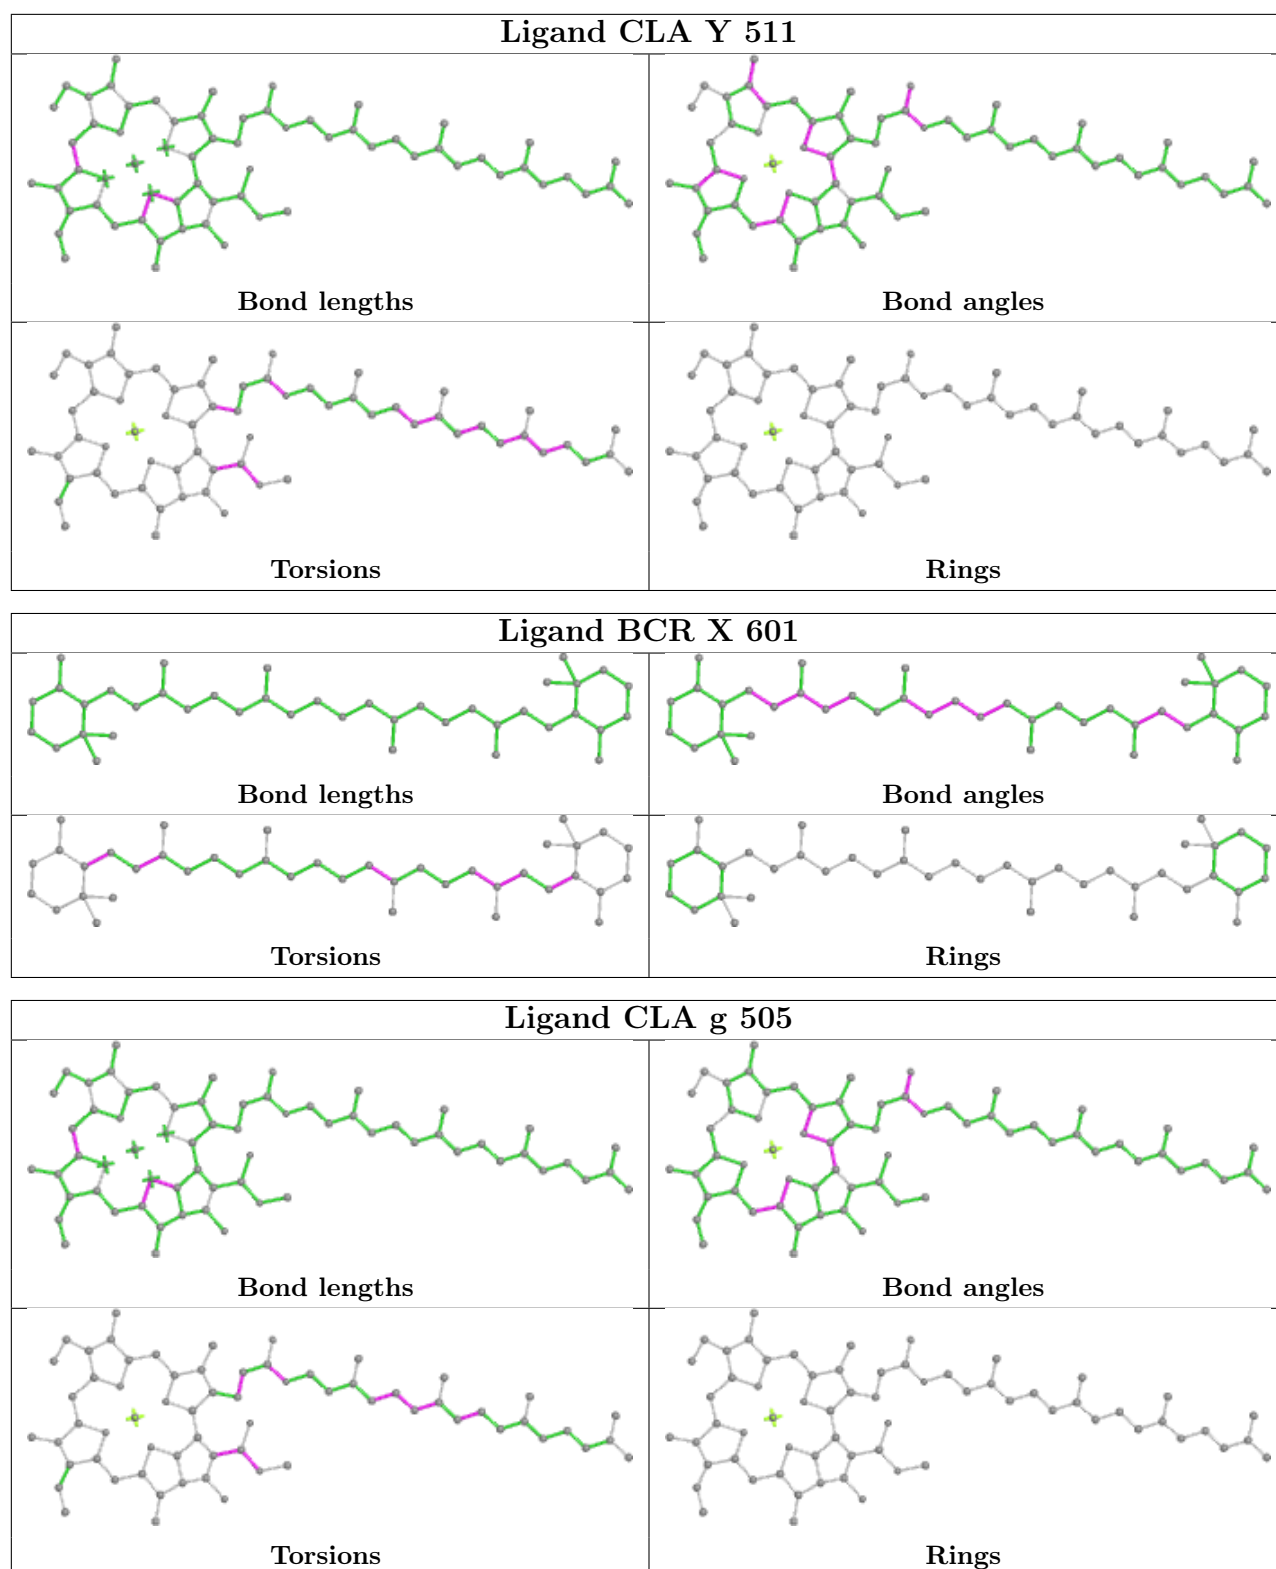 Ligand CLA Y 511
Bond lengths
Bond angles
Torsions
Rings
Ligand BCR X 601
Bond lengths
Bond angles
Torsions
Rings
Ligand CLA g 505
Bond lengths
Bond angles
Torsions
Rings